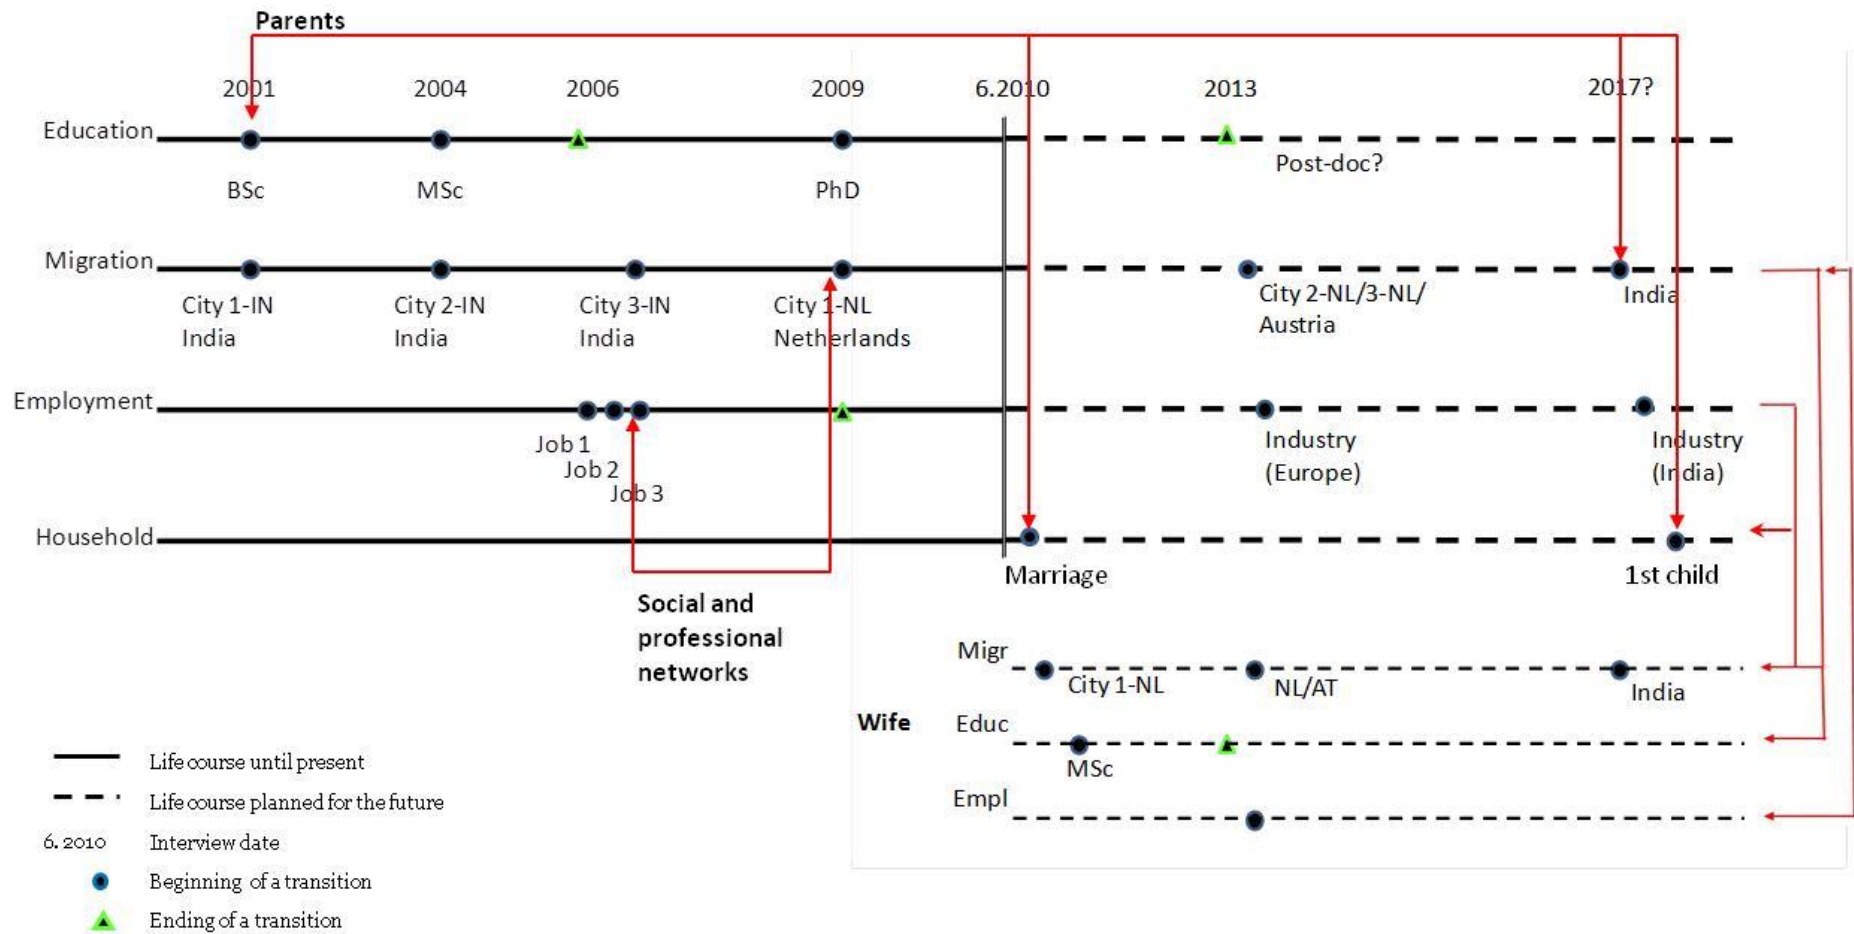 Parents
2001 2004 2006 2009 6.2010 2013 2017?
Education
Post-doc?
BSc MSc PhD
Migration
City 1-IN City 2-IN City 3-IN City 1-NL City 2-NL/3-NL/ India
India India India Netherlands Austria
Employment
Job 1 Industry Industry
Job 2 (Europe) (India)
Job 3
Household
Marriage 1st child
Social and
professional
networks
Migr
City 1-NL NL/AT India
Wife Educ
MSc
Empl
Life course until present
Life course planned for the future
6. 2010 Interview date
Beginning of a transition
Ending of a transition